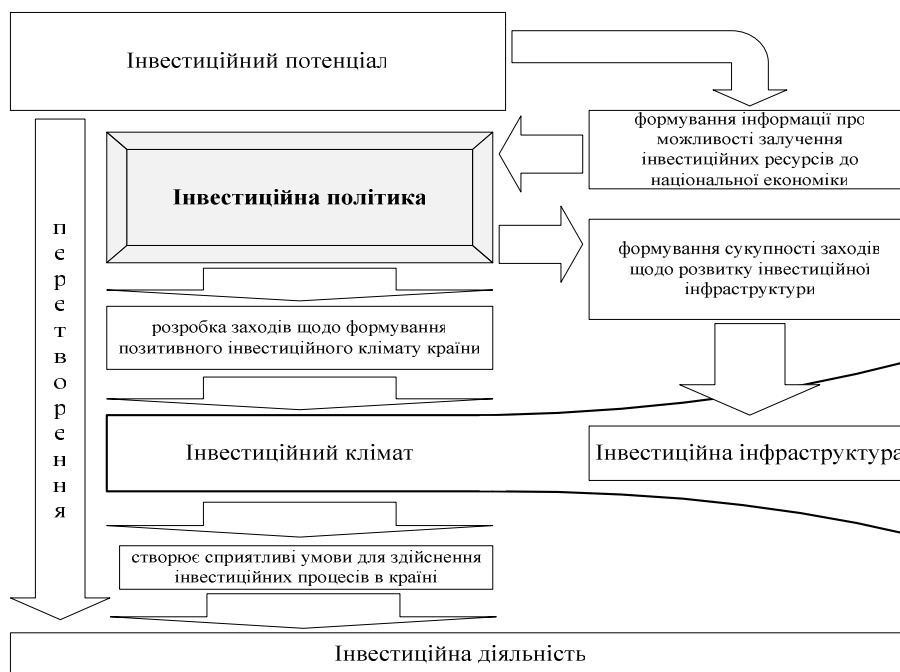 Інвестиційний потенціал
формування інформації про
можливості залучення
інвестиційних ресурсів до
національної економіки
Інвестиційна політика
перетворення
формування сукупності заходів
щодо розвитку інвестиційної
інфраструктури
розробка заходів щодо формування
позитивного інвестиційного клімату країни
Інвестиційний клімат
Інвестиційна інфраструктура
створює сприятливі умови для здійснення
інвестиційних процесів в країні
Інвестиційна діяльність